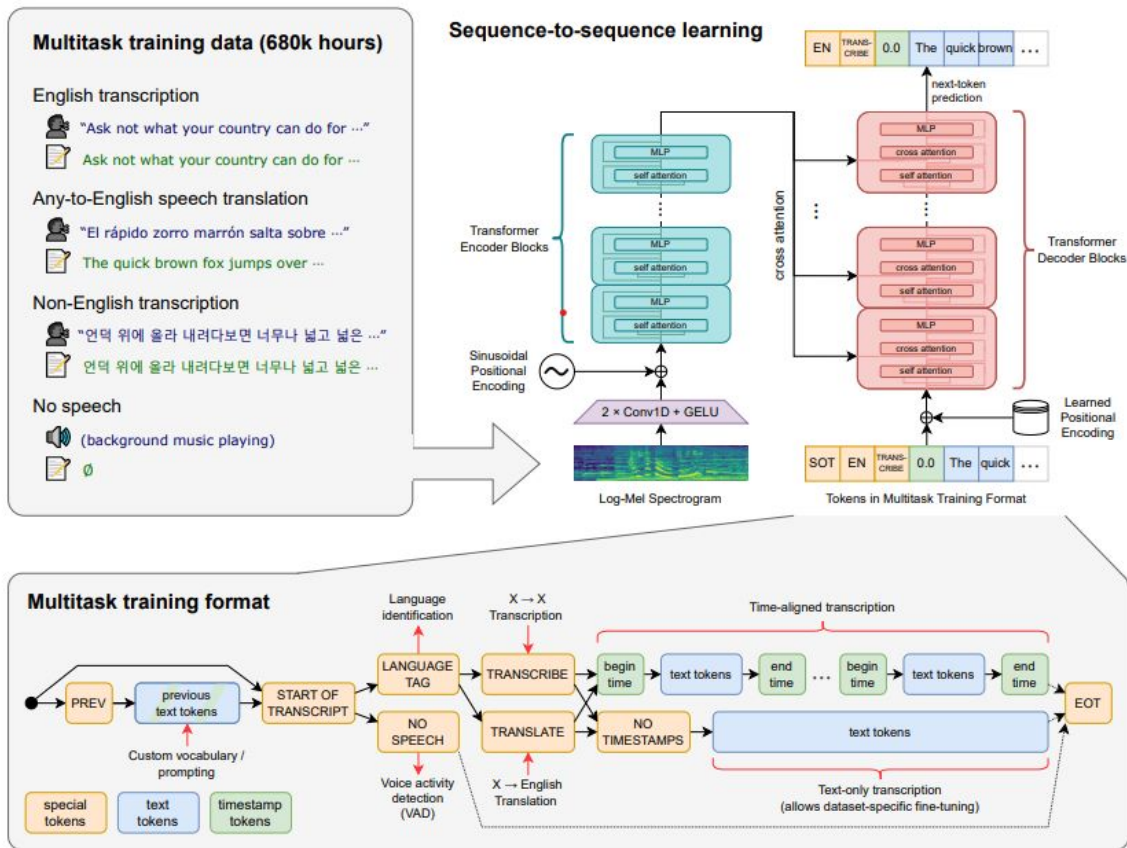 Multitask training data (680k hours)
English transcription
“Ask not what your country can do for ⋯”
Ask not what your country can do for ⋯
Any-to-English speech translation
“El rápido zorro marrón salta sobre ⋯”
The quick brown fox jumps over ⋯
Non-English transcription
“언덕 위에 올라 내려다보면 너무나 넓고 넓은 ⋯”
언덕 위에 올라 내려다보면 너무나 넓고 넓은 ⋯
No speech
(background music playing)
∅
Sequence-to-sequence learning
EN TRANS-CRIBE 0.0 The quick brown ⋯
next-token
prediction
MLP
self attention
MLP
self attention
MLP
self attention
Transformer
Encoder Blocks
⋮
cross attention
⋮
MLP
cross attention
self attention
⋮
MLP
cross attention
self attention
MLP
cross attention
self attention
Transformer
Decoder Blocks
Sinusoidal
Positional
Encoding
~
2 × Conv1D + GELU
Log-Mel Spectrogram
Learned
Positional
Encoding
SOT EN TRANS-CRIBE 0.0 The quick ⋯
Tokens in Multitask Training Format
Multitask training format
Language
identification
X → X
Transcription
Time-aligned transcription
PREV
previous
text tokens
START OF
TRANSCRIPT
LANGUAGE
TAG
TRANSCRIBE
begin
time
text tokens
end
time
⋯
begin
time
text tokens
end
time
NO
SPEECH
TRANSLATE
NO
TIMESTAMPS
text tokens
EOT
Custom vocabulary /
prompting
Voice activity
detection
(VAD)
X → English
Translation
Text-only transcription
(allows dataset-specific fine-tuning)
special
tokens
text
tokens
timestamp
tokens